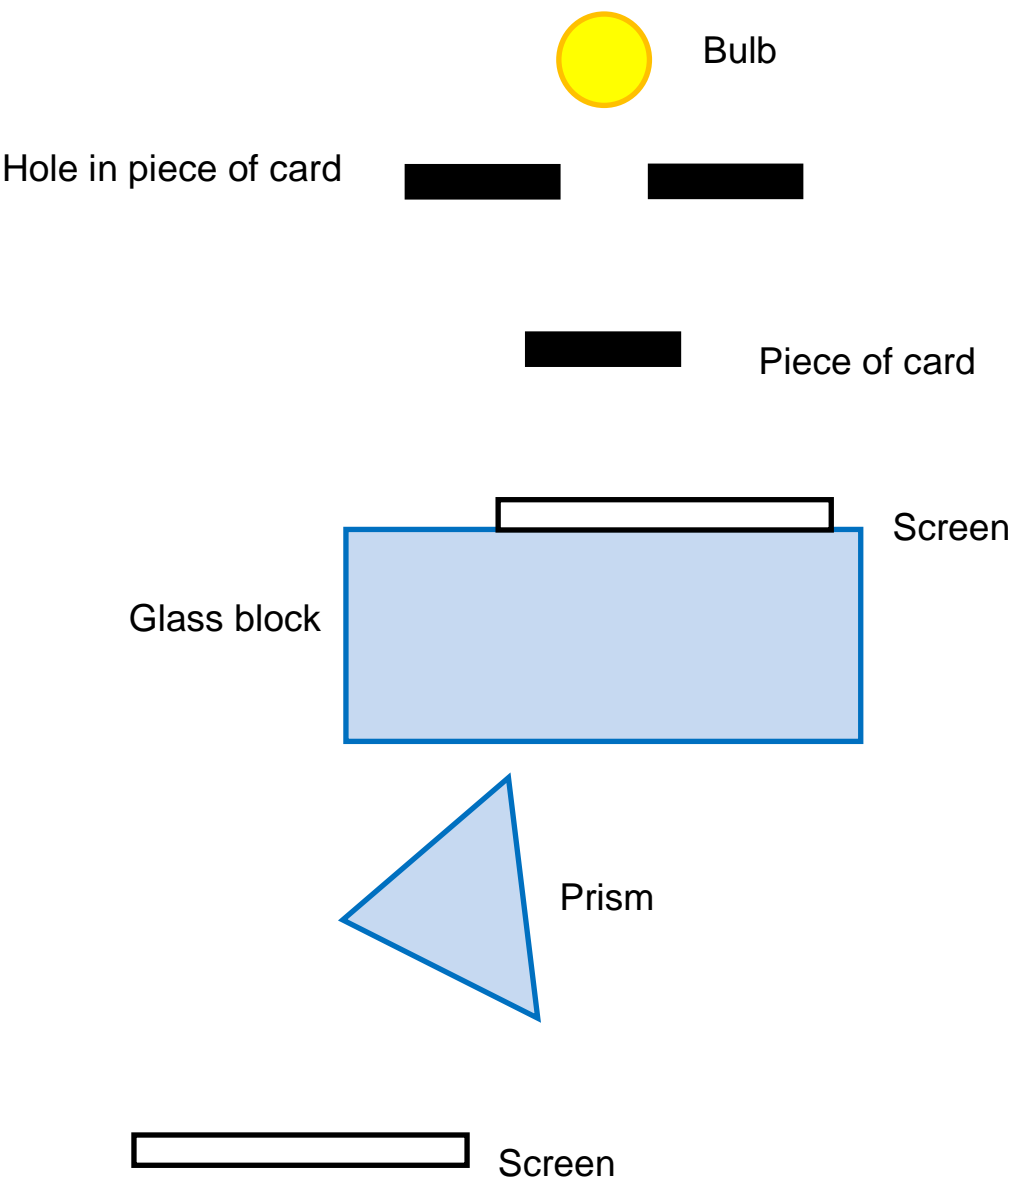 Bulb
Hole in piece of card
Piece of card
Screen
Glass block
Prism
Screen